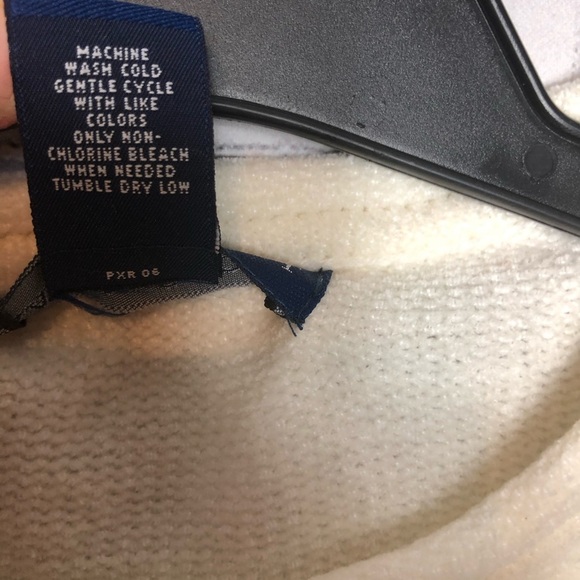 MACHINE
WASH COLD
GENTLE CYCLE
WITH LIKE
COLORS
ONLY NON-
CHLORINE BLEACH
WHEN NEEDED
TUMBLE DRY LOW
PXR 06